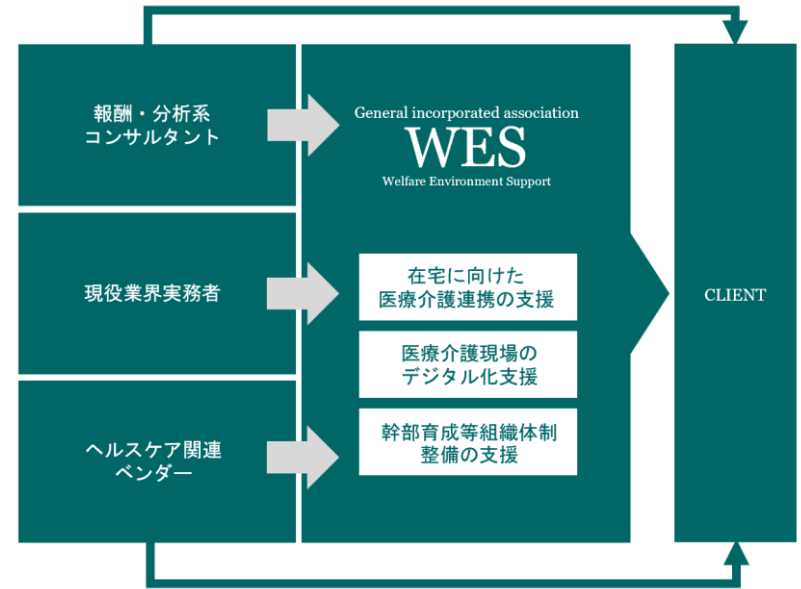 報酬・分析系
コンサルタント
現役業界実務者
ヘルスケア関連
ベンダー
General incorporated association
WES
Welfare Environment Support
在宅に向けた
医療介護連携の支援
医療介護現場の
デジタル化支援
幹部育成等組織体制
整備の支援
CLIENT